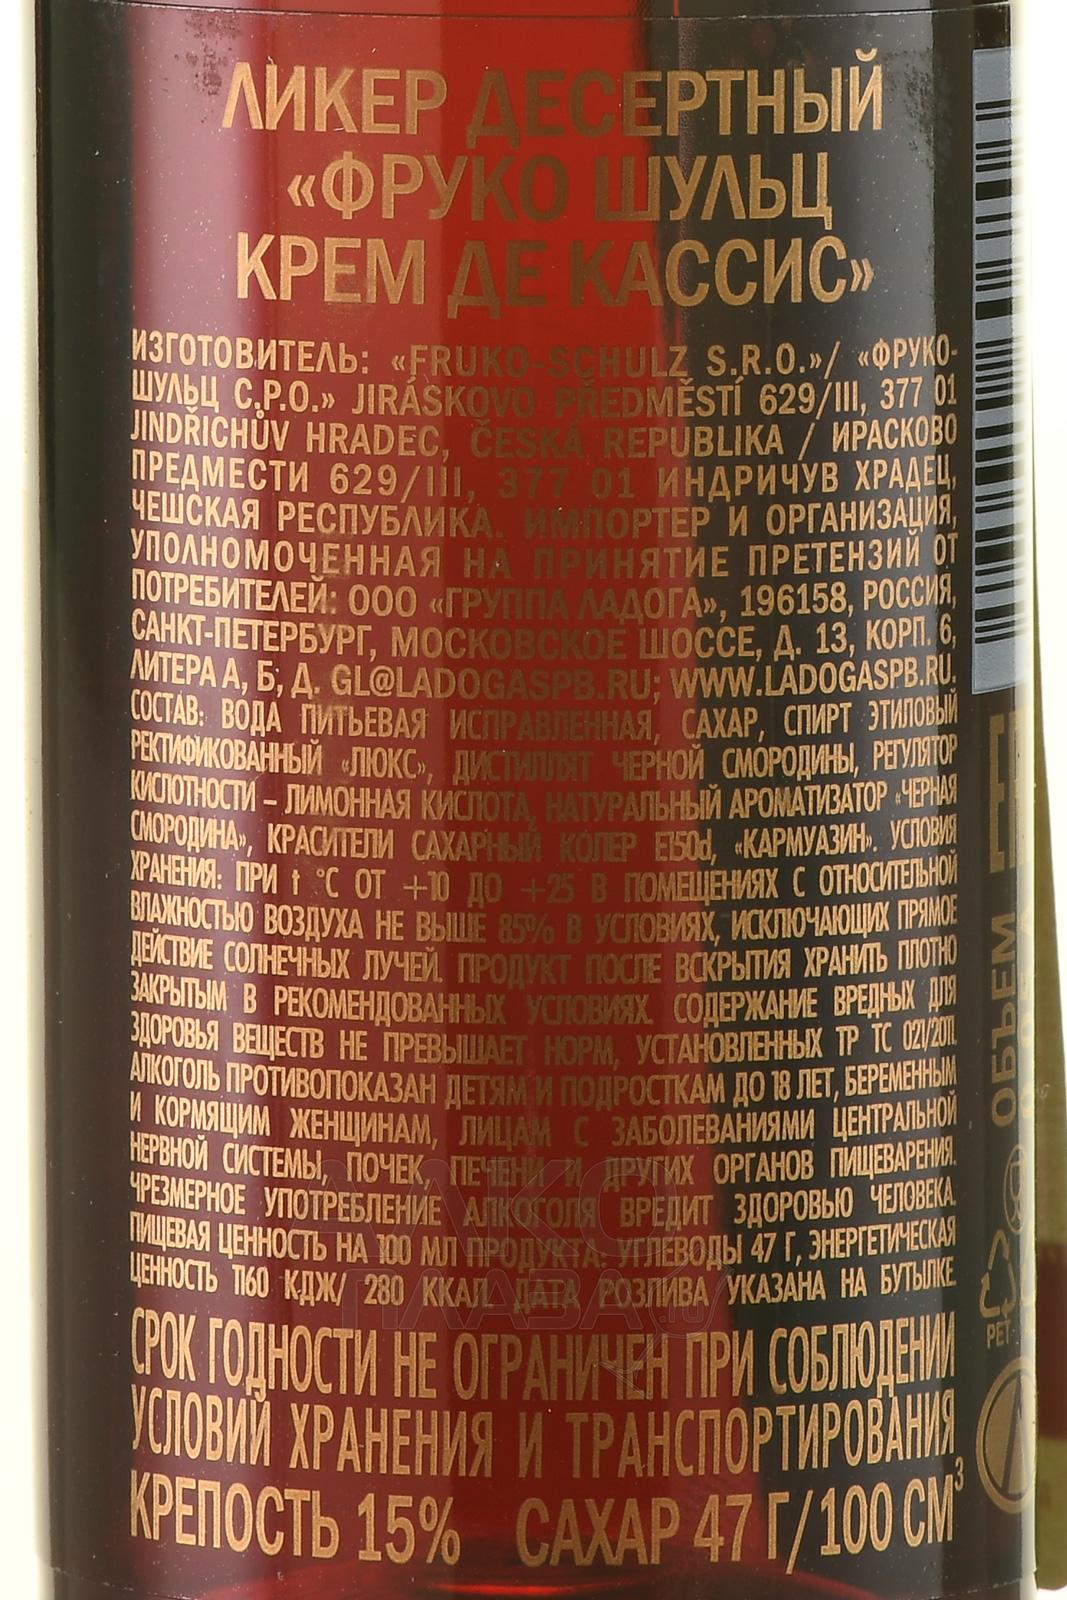 ЛИКЕР ДЕСЕРТНЫЙ
«ФРУКО ШУЛЬЦ
КРЕМ ДЕ КАССИС»
ИЗГОТОВИТЕЛЬ: «FRUKO-SCHULZ S.R.O.»/ «ФРУКО-
ШУЛЬЦ С.Р.О.» JIRÁSKOVO PŘEDMĚSTÍ 629/III, 377 01
JINDŘICHŮV HRADEC, ČESKÁ REPUBLIKA / ИРАСКОВО
ПРЕДМЕСТИ 629/III, 377 01 ИНДРИЧУВ ХРАДЕЦ,
ЧЕШСКАЯ РЕСПУБЛИКА. ИМПОРТЕР И ОРГАНИЗАЦИЯ,
УПОЛНОМОЧЕННАЯ НА ПРИНЯТИЕ ПРЕТЕНЗИЙ ОТ
ПОТРЕБИТЕЛЕЙ: ООО «ГРУППА ЛАДОГА», 196158, РОССИЯ,
САНКТ-ПЕТЕРБУРГ, МОСКОВСКОЕ ШОССЕ, Д. 13, КОРП. 6,
ЛИТЕРА А, Б, Д. GL@LADOGASPB.RU; WWW.LADOGASPB.RU.
СОСТАВ: ВОДА ПИТЬЕВАЯ ИСПРАВЛЕННАЯ, САХАР, СПИРТ ЭТИЛОВЫЙ
РЕКТИФИКОВАННЫЙ «ЛЮКС», ДИСТИЛЛЯТ ЧЕРНОЙ СМОРОДИНЫ, РЕГУЛЯТОР
КИСЛОТНОСТИ – ЛИМОННАЯ КИСЛОТА, НАТУРАЛЬНЫЙ АРОМАТИЗАТОР «ЧЕРНАЯ
СМОРОДИНА», КРАСИТЕЛИ САХАРНЫЙ КОЛЕР E150d, «КАРМУАЗИН». УСЛОВИЯ
ХРАНЕНИЯ: ПРИ t °С ОТ +10 ДО +25 В ПОМЕЩЕНИЯХ С ОТНОСИТЕЛЬНОЙ
ВЛАЖНОСТЬЮ ВОЗДУХА НЕ ВЫШЕ 85% В УСЛОВИЯХ, ИСКЛЮЧАЮЩИХ ПРЯМОЕ
ДЕЙСТВИЕ СОЛНЕЧНЫХ ЛУЧЕЙ. ПРОДУКТ ПОСЛЕ ВСКРЫТИЯ ХРАНИТЬ ПЛОТНО
ЗАКРЫТЫМ В РЕКОМЕНДОВАННЫХ УСЛОВИЯХ. СОДЕРЖАНИЕ ВРЕДНЫХ ДЛЯ
ЗДОРОВЬЯ ВЕЩЕСТВ НЕ ПРЕВЫШАЕТ НОРМ, УСТАНОВЛЕННЫХ ТР ТС 021/2011.
АЛКОГОЛЬ ПРОТИВОПОКАЗАН ДЕТЯМ И ПОДРОСТКАМ ДО 18 ЛЕТ, БЕРЕМЕННЫМ
И КОРМЯЩИМ ЖЕНЩИНАМ, ЛИЦАМ С ЗАБОЛЕВАНИЯМИ ЦЕНТРАЛЬНОЙ
НЕРВНОЙ СИСТЕМЫ, ПОЧЕК, ПЕЧЕНИ И ДРУГИХ ОРГАНОВ ПИЩЕВАРЕНИЯ.
ЧРЕЗМЕРНОЕ УПОТРЕБЛЕНИЕ АЛКОГОЛЯ ВРЕДИТ ЗДОРОВЬЮ ЧЕЛОВЕКА.
ПИЩЕВАЯ ЦЕННОСТЬ НА 100 МЛ ПРОДУКТА: УГЛЕВОДЫ 47 Г, ЭНЕРГЕТИЧЕСКАЯ
ЦЕННОСТЬ 1160 КДЖ/ 280 ККАЛ. ДАТА РОЗЛИВА УКАЗАНА НА БУТЫЛКЕ.
СРОК ГОДНОСТИ НЕ ОГРАНИЧЕН ПРИ СОБЛЮДЕНИИ
УСЛОВИЙ ХРАНЕНИЯ И ТРАНСПОРТИРОВАНИЯ
КРЕПОСТЬ 15% САХАР 47 Г/100 СМ³
ОБЪЕМ
PET